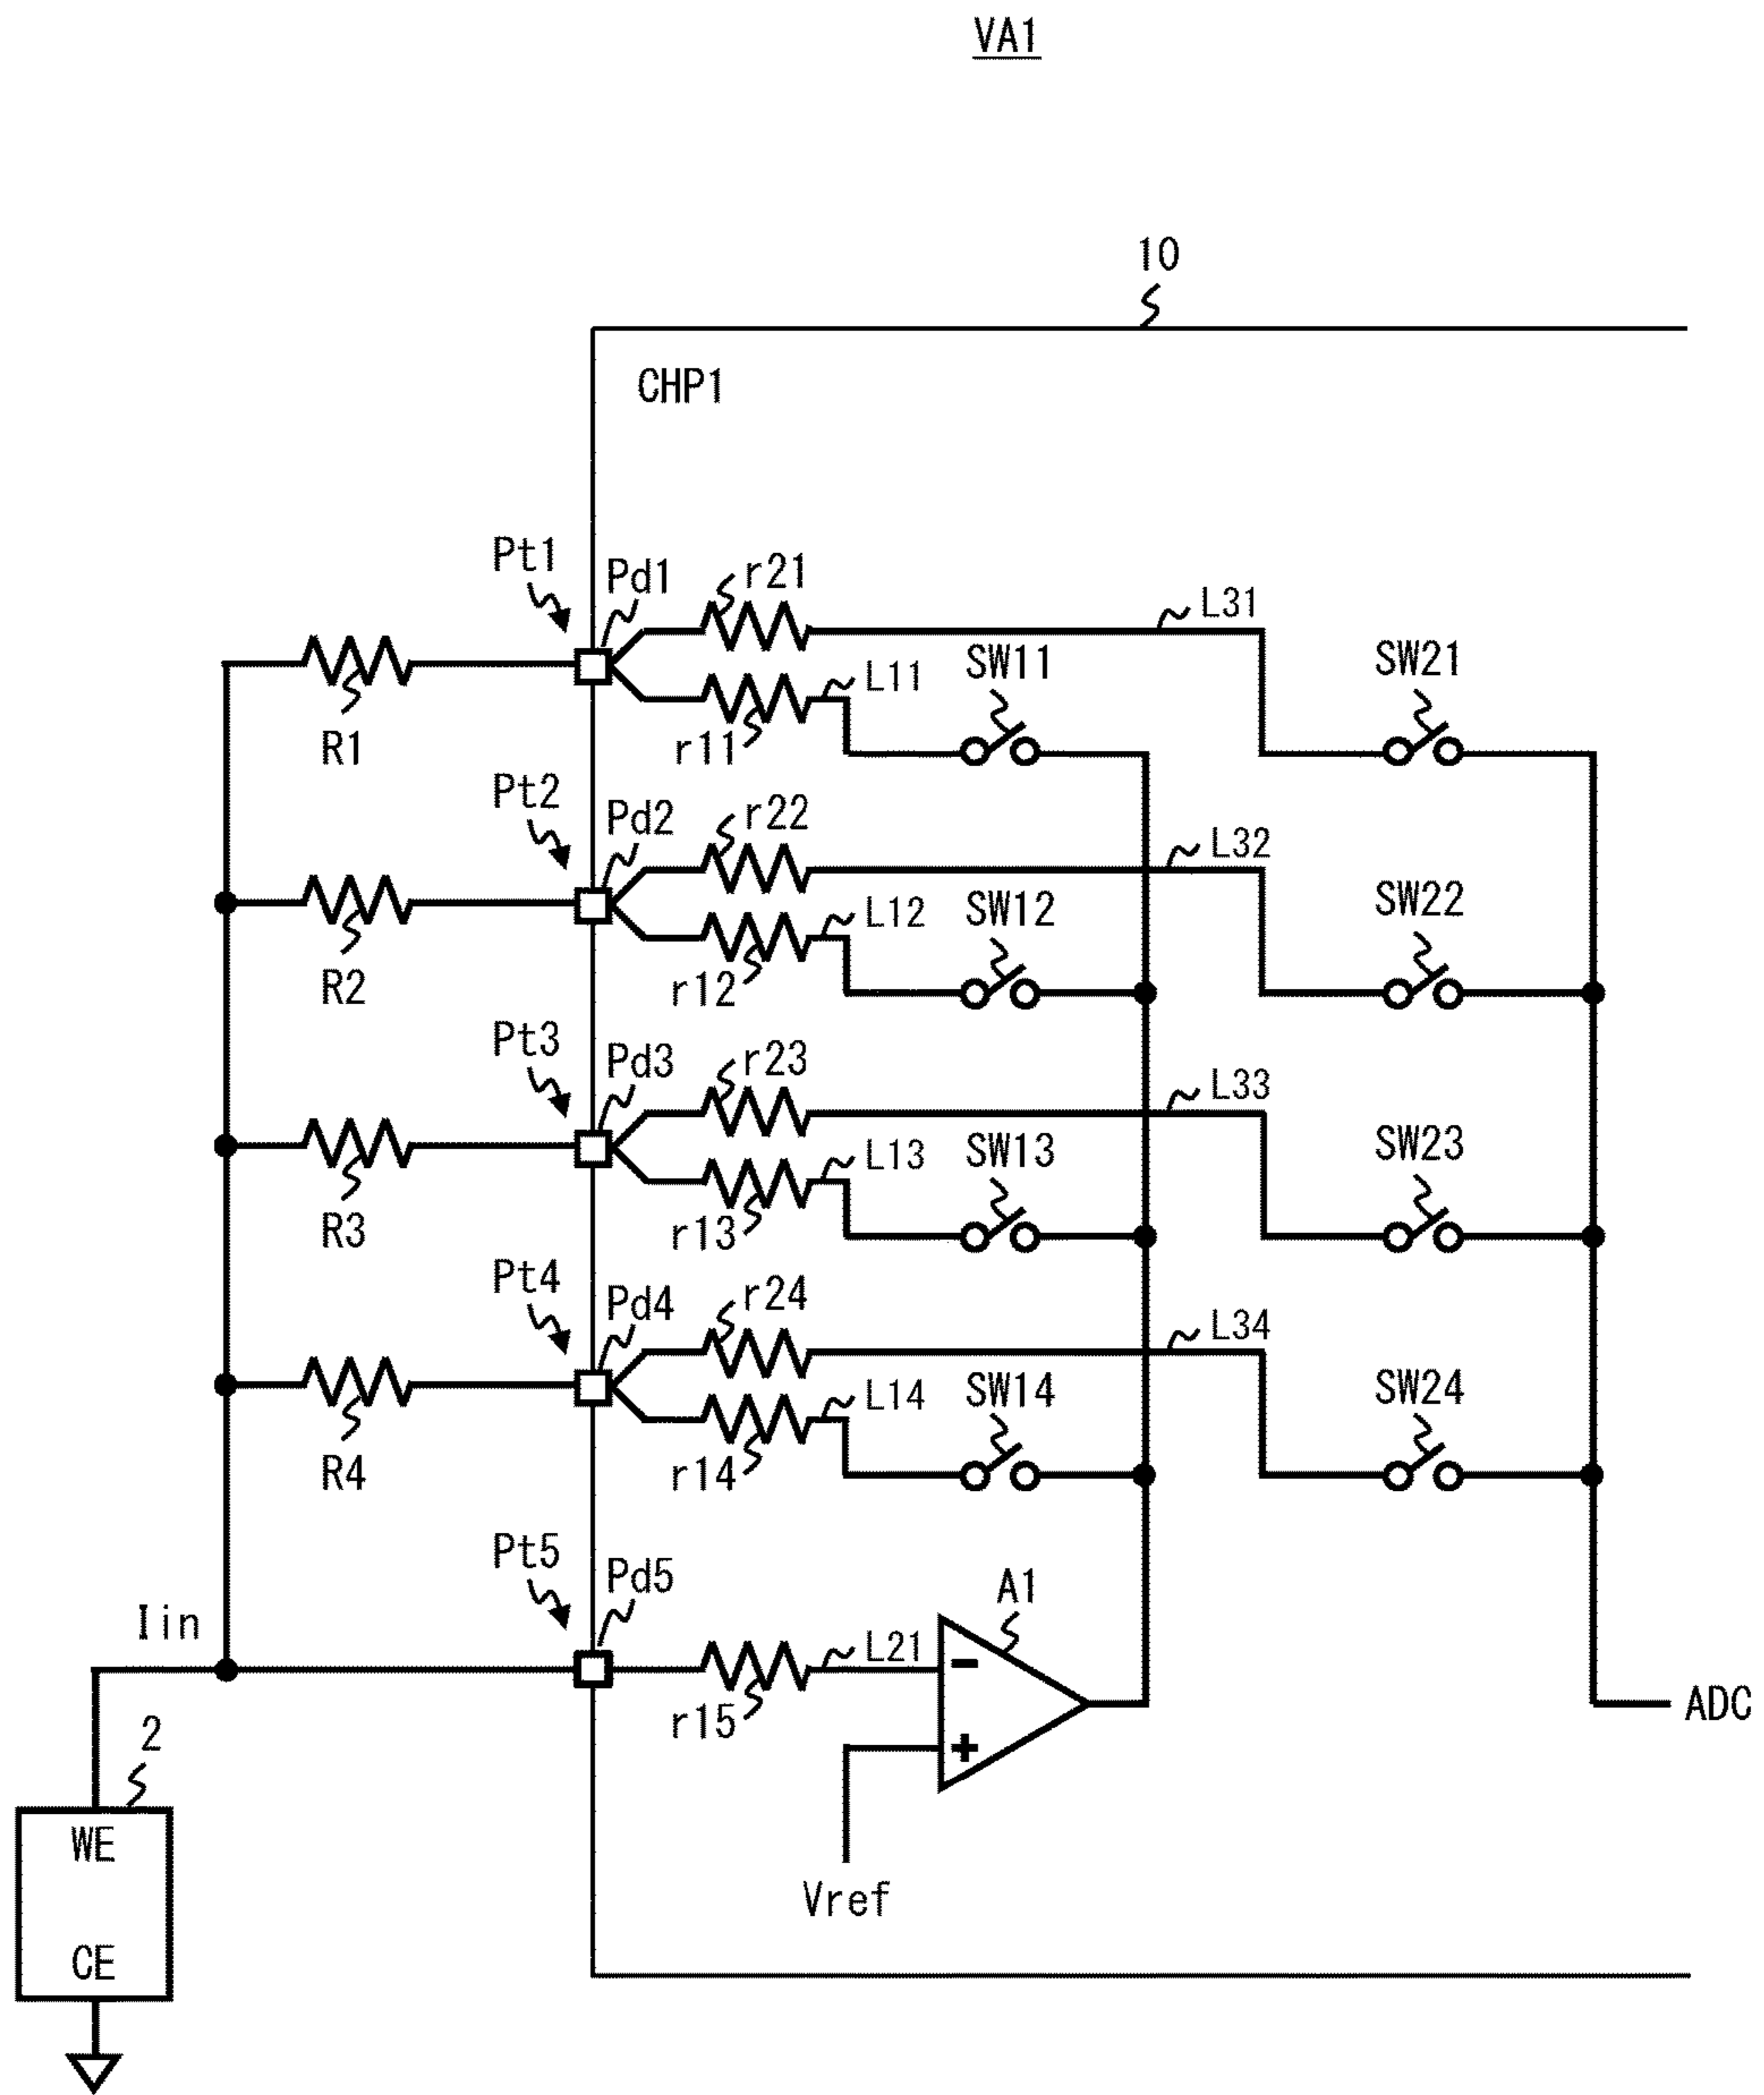 VA1
10
CHP1
Pt1
Pd1
r21
L31
SW11
SW21
L11
R1
r11
Pt2
Pd2
r22
L32
SW12
SW22
L12
R2
r12
Pt3
Pd3
r23
L33
SW13
SW23
L13
R3
r13
Pt4
Pd4
r24
L34
SW14
SW24
L14
R4
r14
Pt5
Pd5
A1
Iin
L21
−
r15
ADC
2
+
WE
Vref
CE